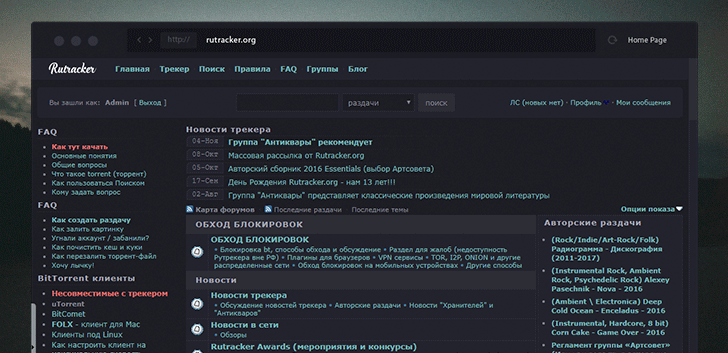 http:// rutracker.org Home Page
Rutracker Главная Трекер Поиск Правила FAQ Группы Блог
Вы зашли как: Admin [ Выход ] раздачи поиск ЛС (новых нет) · Профиль · Мои сообщения
FAQ
Как тут качать
Основные понятия
Общие вопросы
Что такое torrent (торрент)
Как пользоваться Поиском
Кому задать вопрос
FAQ
Как создать раздачу
Как залить картинку
Угнали аккаунт / забанили?
Как почистить кеш и куки
Как перезалить торрент-файл
Хочу лычку!
BitTorrent клиенты
Несовместимые с трекером
uTorrent
BitComet
FOLX - клиент для Mac
Клиенты под Linux
Как настроить клиент на
Новости трекера
04-Ноя Группа "Антиквары" рекомендует
08-Окт Массовая рассылка от Rutracker.org
05-Окт Авторский сборник 2016 Essentials (выбор Артсовета)
17-Сен День Рождения Rutracker.org - нам 13 лет!!!
02-Авг Группа "Антиквары" представляет классические произведения мировой литературы
Карта форумов Последние раздачи Последние темы Опции показа
ОБХОД БЛОКИРОВОК
ОБХОД БЛОКИРОВОК
Блокировка bt, способы обхода и обсуждение Раздел для жалоб (недоступность
Рутрекера вне РФ) Плагины для браузеров VPN сервисы TOR, I2P, ONION и другие
распределенные сети Обход блокировок на мобильных устройствах Другие способы
Новости
Новости трекера
Обсуждение новостей трекера Авторские раздачи Новости "Хранителей" и
"Антикваров"
Новости в сети
Обзоры
Rutracker Awards (мероприятия и конкурсы)
Авторские раздачи
(Rock/Indie/Art-Rock/Folk)
Радиограмма - Дискография
(2011-2017)
(Instrumental Rock, Ambient
Rock, Psychedelic Rock) Alexey
Pasechnik - Nova - 2016
(Ambient \ Electronica) Deep
Cold Ocean - Enceladus - 2016
(Instrumental, Hardcore, 8 bit)
Corn Cake - Game Over - 2016
Регламент группы «Артсовет»